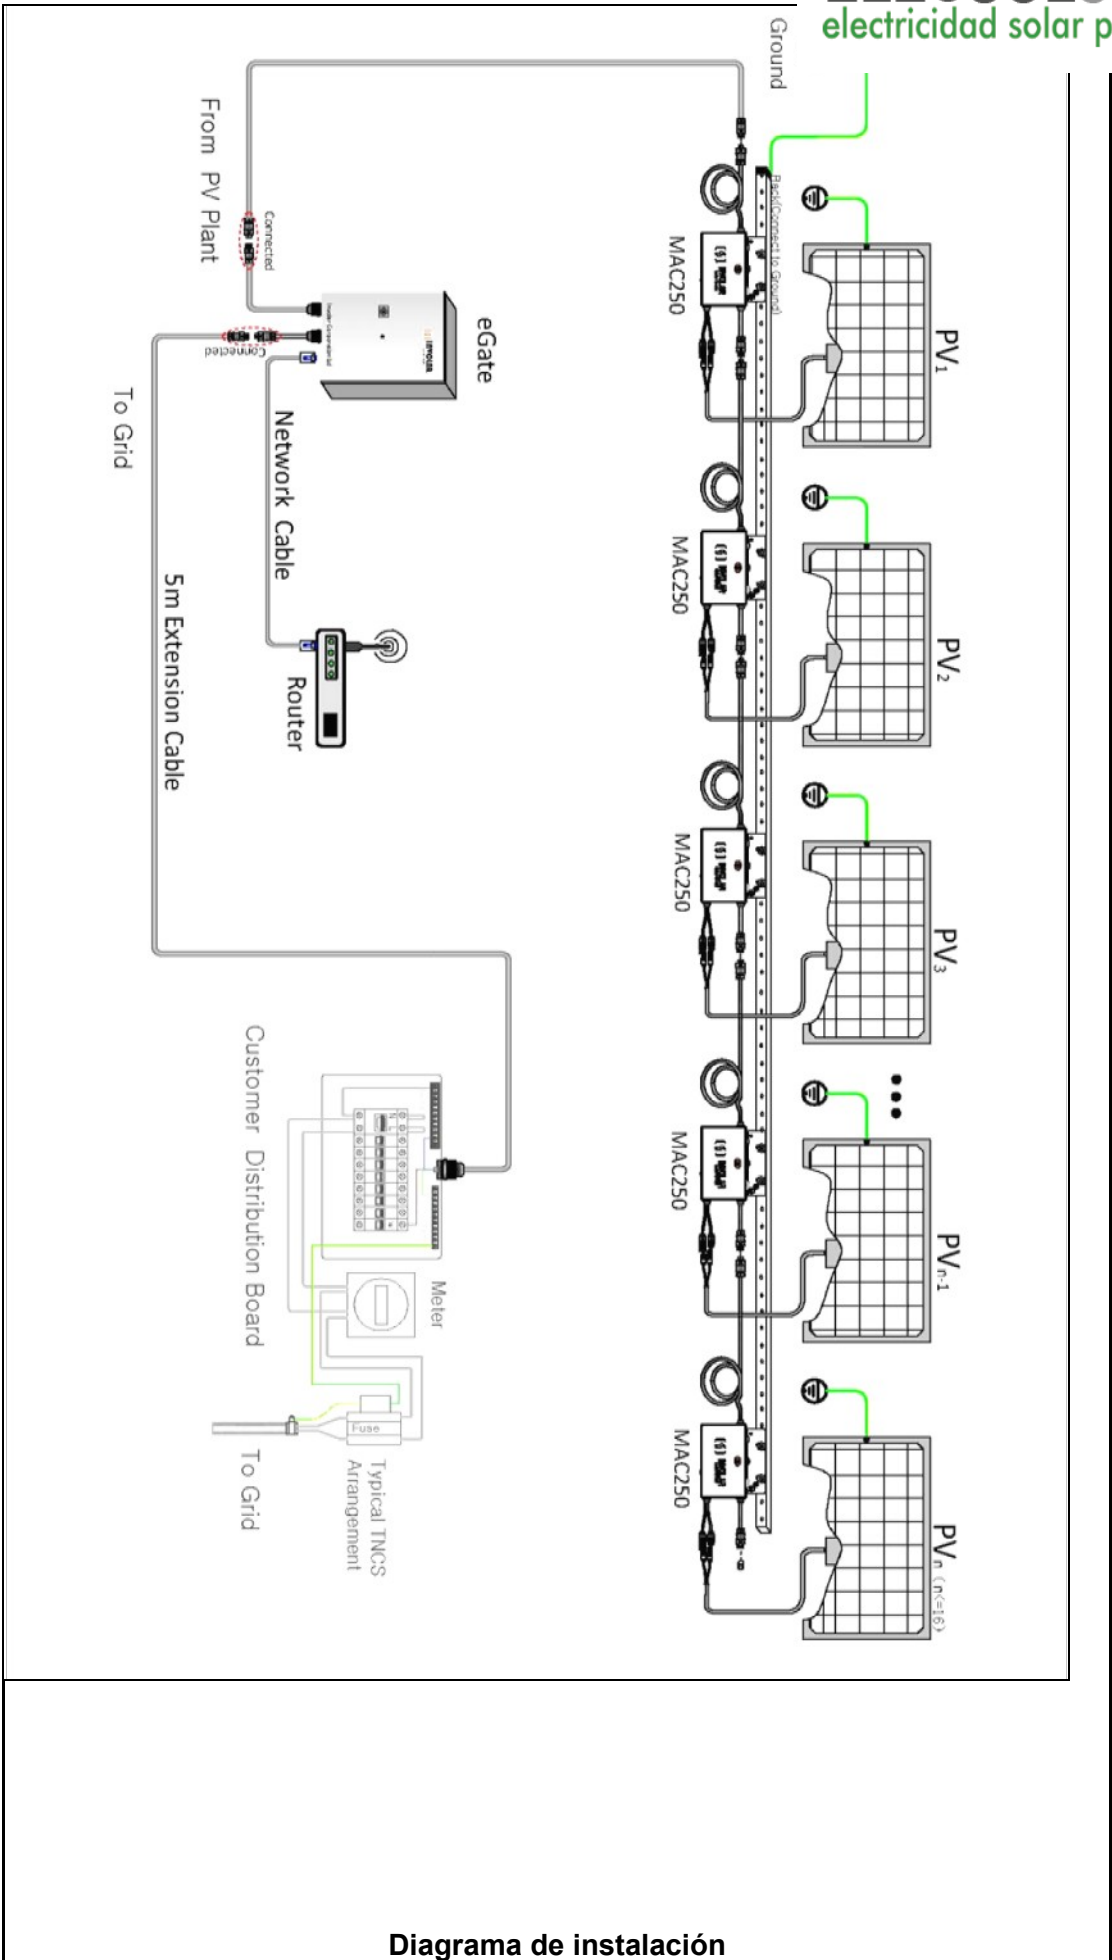 electricidad solar p
Ground
Rack(Connect to Ground)
PV1
PV2
PV3
PVn-1
PVn (n<=16)
MAC250
MAC250
MAC250
MAC250
MAC250
From PV Plant
Connected
eGate
Connected
To Grid
Network Cable
Router
5m Extension Cable
Customer Distribution Board
Meter
Fuse
Typical TNCS
Arrangement
To Grid
Diagrama de instalación